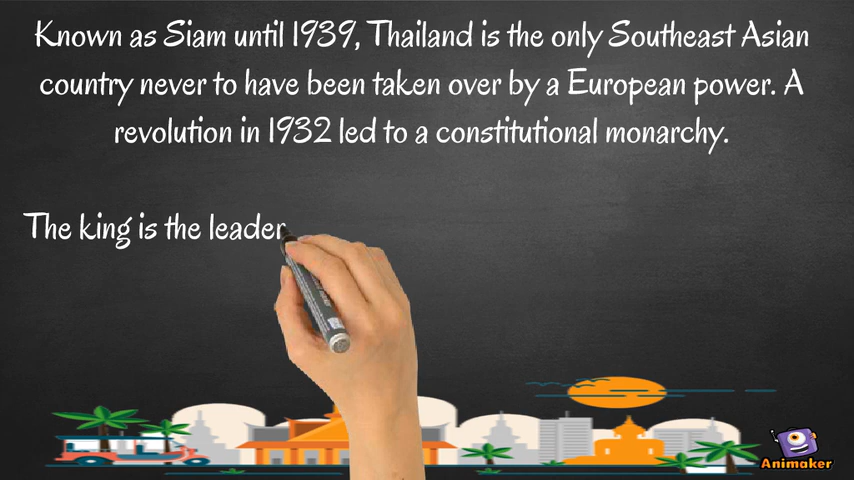 Known as Siam until 1939, Thailand is the only Southeast Asian
country never to have been taken over by a European power. A
revolution in 1932 led to a constitutional monarchy.
The king is the leader
Animaker